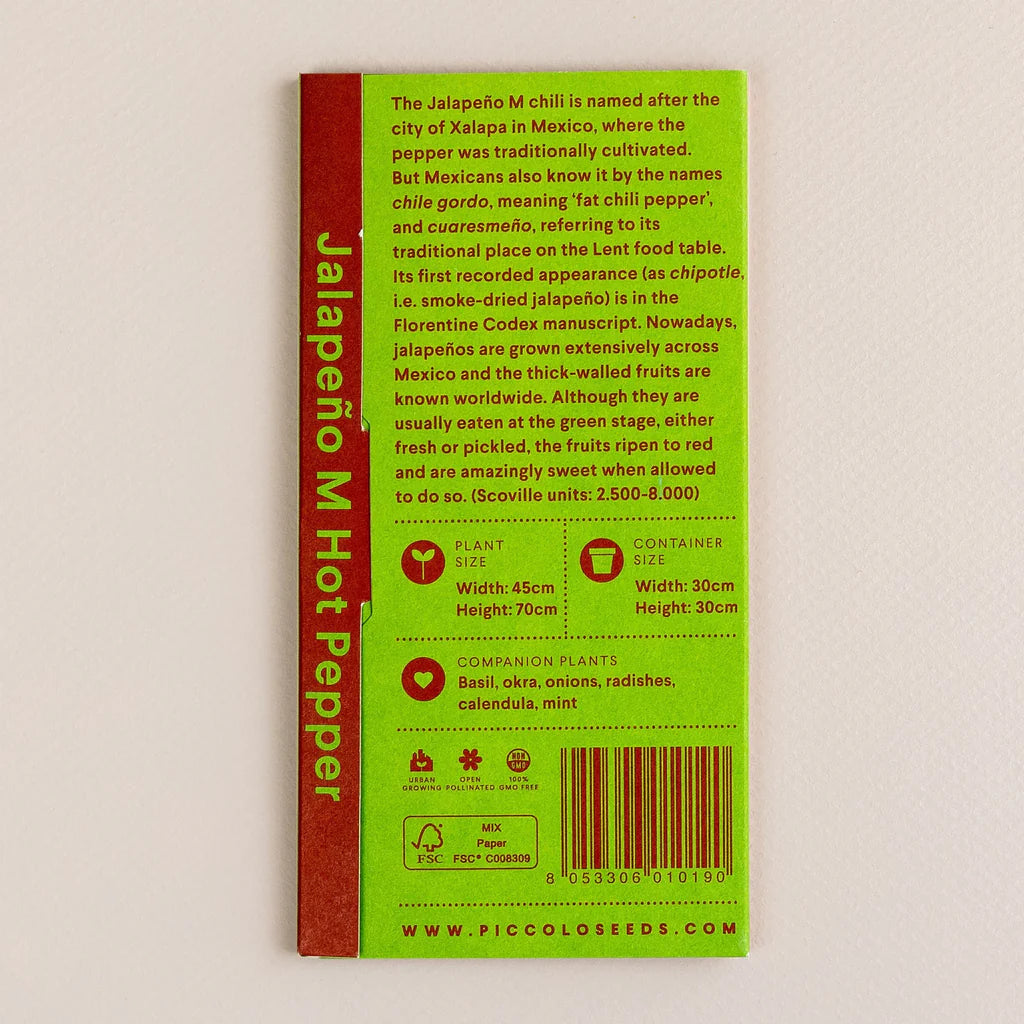 Jalapeño M Hot Pepper
The Jalapeño M chili is named after the
city of Xalapa in Mexico, where the
pepper was traditionally cultivated.
But Mexicans also know it by the names
chile gordo, meaning ‘fat chili pepper’,
and cuaresmeño, referring to its
traditional place on the Lent food table.
Its first recorded appearance (as chipotle,
i.e. smoke-dried jalapeño) is in the
Florentine Codex manuscript. Nowadays,
jalapeños are grown extensively across
Mexico and the thick-walled fruits are
known worldwide. Although they are
usually eaten at the green stage, either
fresh or pickled, the fruits ripen to red
and are amazingly sweet when allowed
to do so. (Scoville units: 2.500-8.000)
PLANT
SIZE
Width: 45cm
Height: 70cm
CONTAINER
SIZE
Width: 30cm
Height: 30cm
COMPANION PLANTS
Basil, okra, onions, radishes,
calendula, mint
URBAN
GROWING
OPEN
POLLINATED
NON
GMO
100%
GMO FREE
FSC
MIX
Paper
FSC® C008309
8 053306 010190
WWW.PICCOLOSEEDS.COM